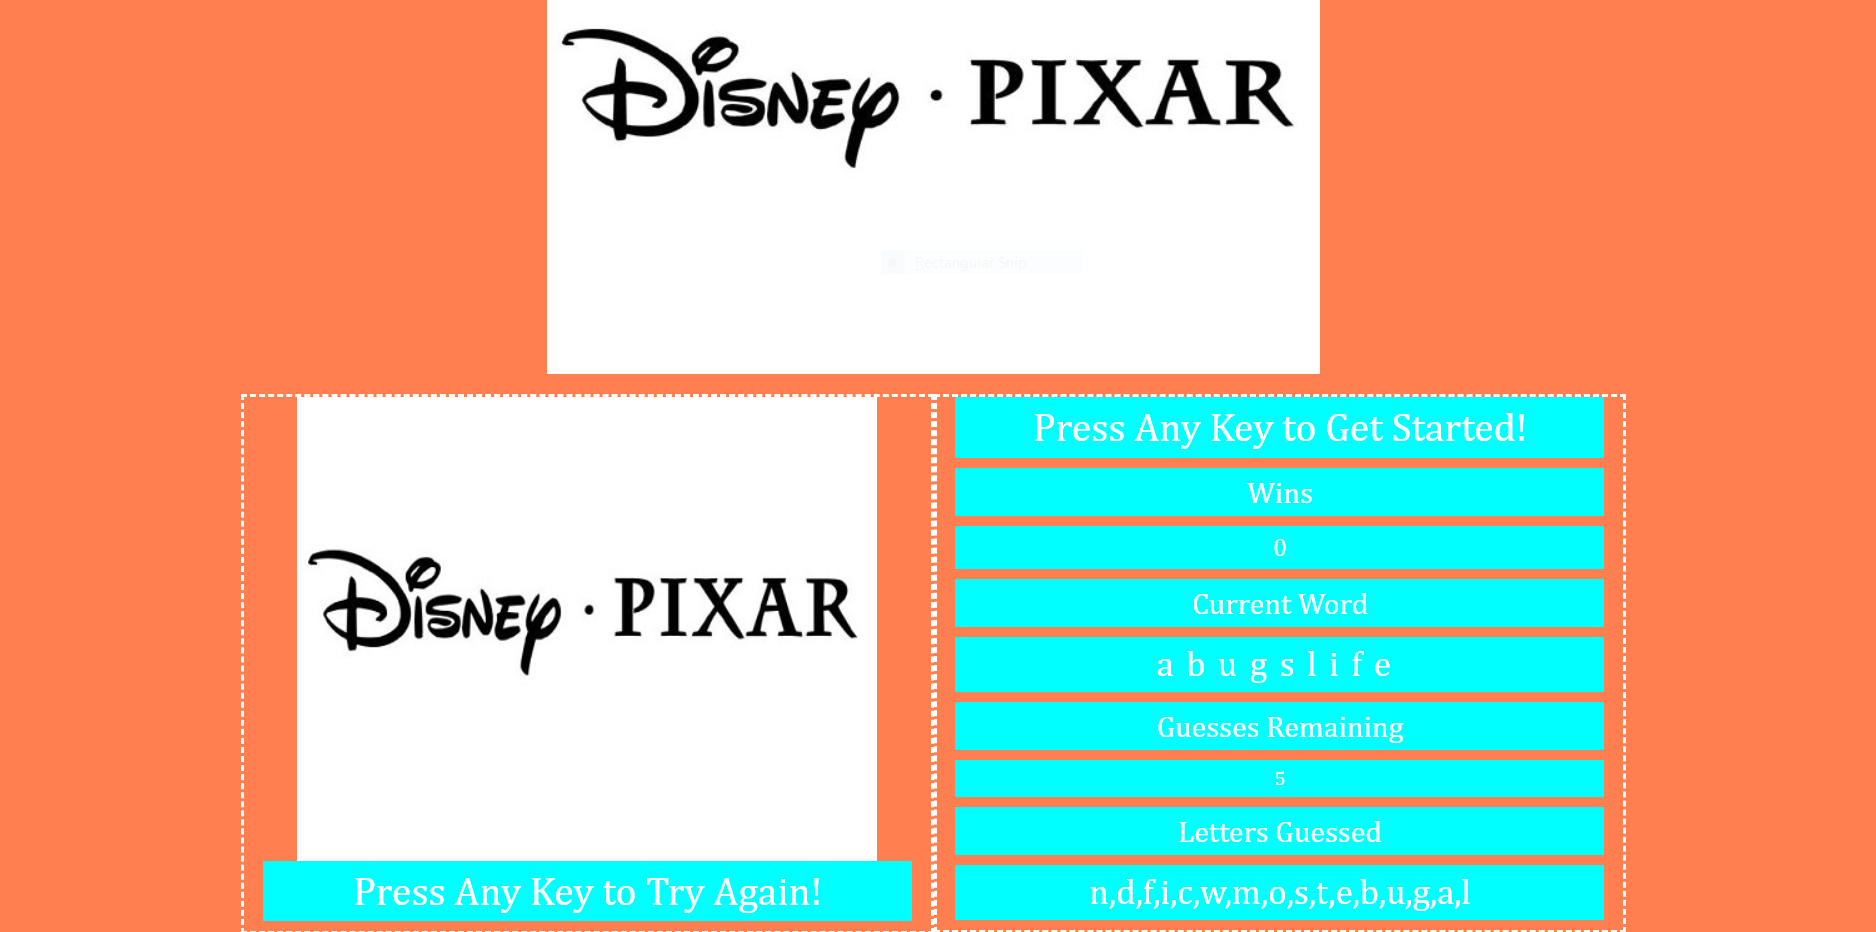 Disney · PIXAR
Rectangular Snip
Disney · PIXAR
Press Any Key to Try Again!
Press Any Key to Get Started!
Wins
0
Current Word
a b u g s l i f e
Guesses Remaining
5
Letters Guessed
n,d,f,i,c,w,m,o,s,t,e,b,u,g,a,l